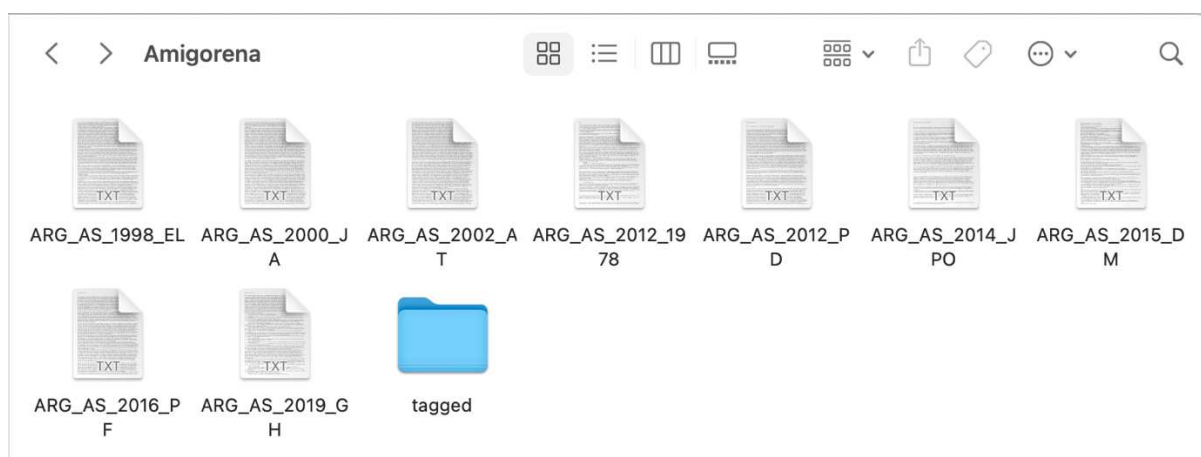 Amigorena
TXT TXT TXT TXT TXT TXT TXT
ARG_AS_1998_EL ARG_AS_2000_J ARG_AS_2002_A ARG_AS_2012_19 ARG_AS_2012_P ARG_AS_2014_J ARG_AS_2015_D
A T 78 D PO M
TXT TXT
ARG_AS_2016_P ARG_AS_2019_G tagged
F H